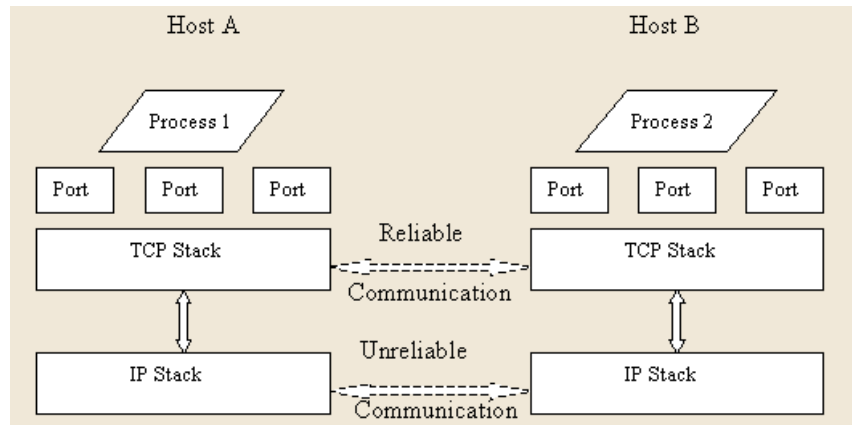 Host A
Host B
Process 1
Process 2
Port Port Port
Port Port Port
TCP Stack
Reliable
Communication
TCP Stack
IP Stack
Unreliable
Communication
IP Stack